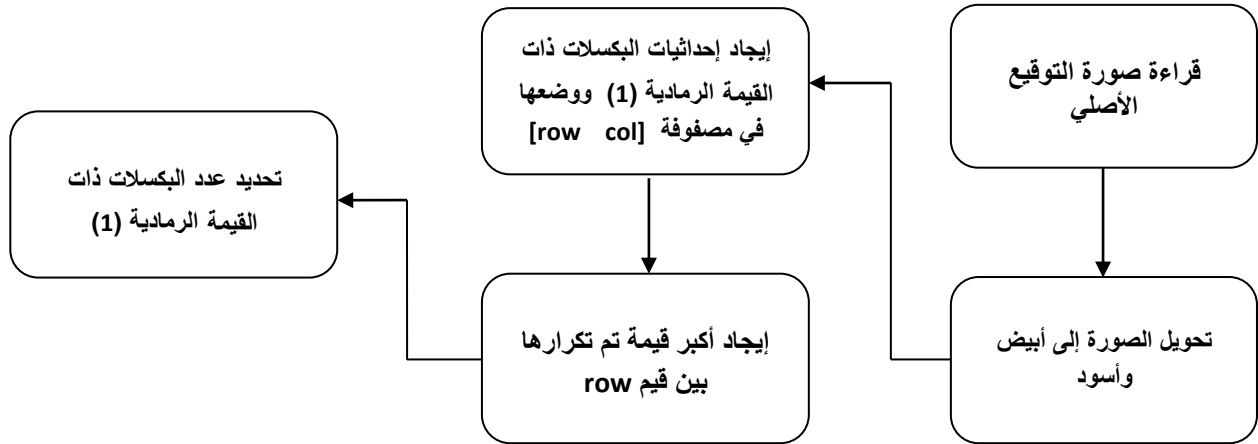 قراءة صورة التوقيع
الأصلي
تحويل الصورة إلى أبيض
وأسود
إيجاد إحداثيات البكسلات ذات
القيمة الرمادية (1) ووضعها
في مصفوفة [row col]
إيجاد أكبر قيمة تم تكرارها
بين قيم row
تحديد عدد البكسلات ذات
القيمة الرمادية (1)